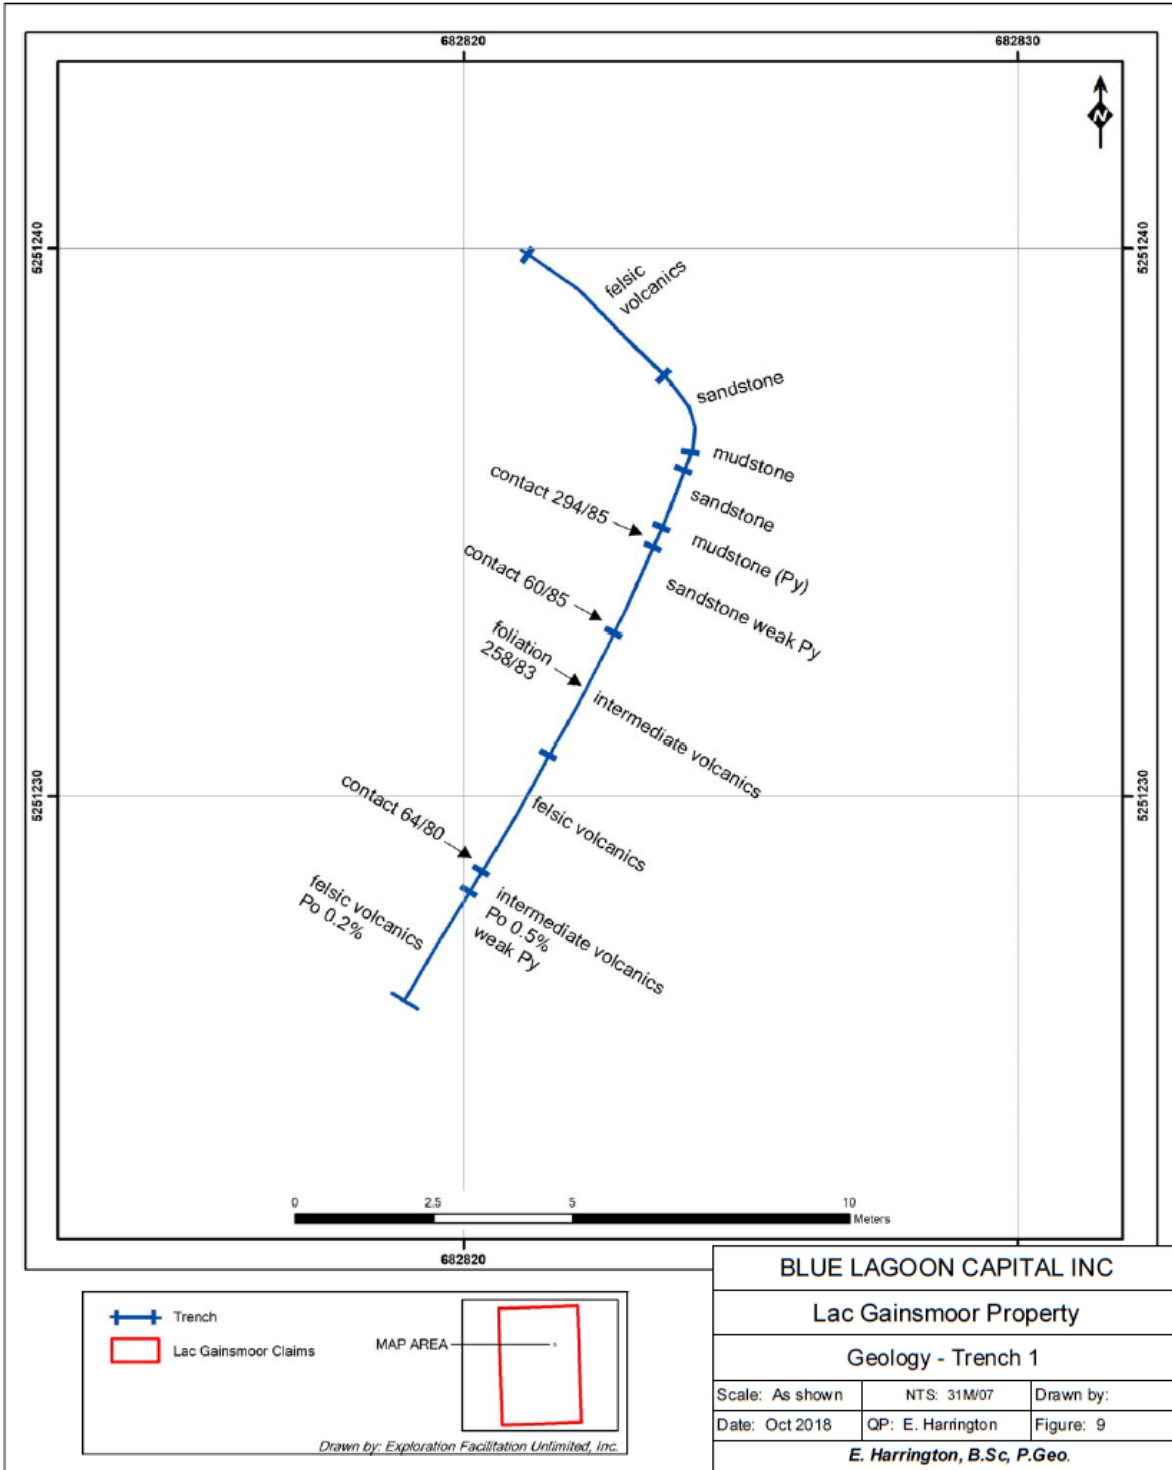 682820 682830
N
5251240 5251240
felsic
volcanics
sandstone
mudstone
contact 294/85
sandstone
mudstone (Py)
contact 60/85
sandstone weak Py
foliation
258/83
intermediate volcanics
5251230 5251230
contact 64/80
felsic volcanics
felsic volcanics
Po 0.2%
intermediate volcanics
Po 0.5%
weak Py
0 2.5 5 10
Meters
682820
Trench
Lac Gainsmoor Claims
MAP AREA
Drawn by: Exploration Facilitation Unlimited, Inc.
BLUE LAGOON CAPITAL INC
Lac Gainsmoor Property
Geology - Trench 1
Scale: As shown NTS: 31M/07 Drawn by:
Date: Oct 2018 QP: E. Harrington Figure: 9
E. Harrington, B.Sc, P.Geo.